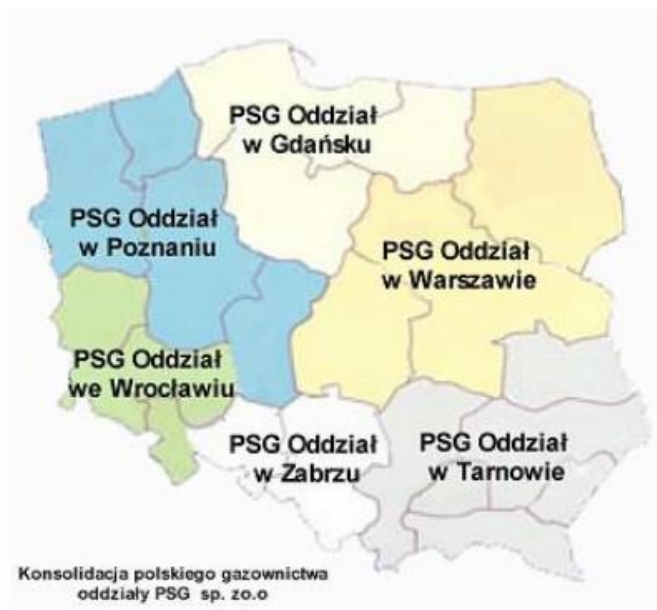 PSG Oddział
w Gdańsku
PSG Oddział
w Poznaniu
PSG Oddział
w Warszawie
PSG Oddział
we Wrocławiu
PSG Oddział
w Zabrzu
PSG Oddział
w Tarnowie
Konsolidacja polskiego gazownictwa
oddziały PSG sp. zo.o